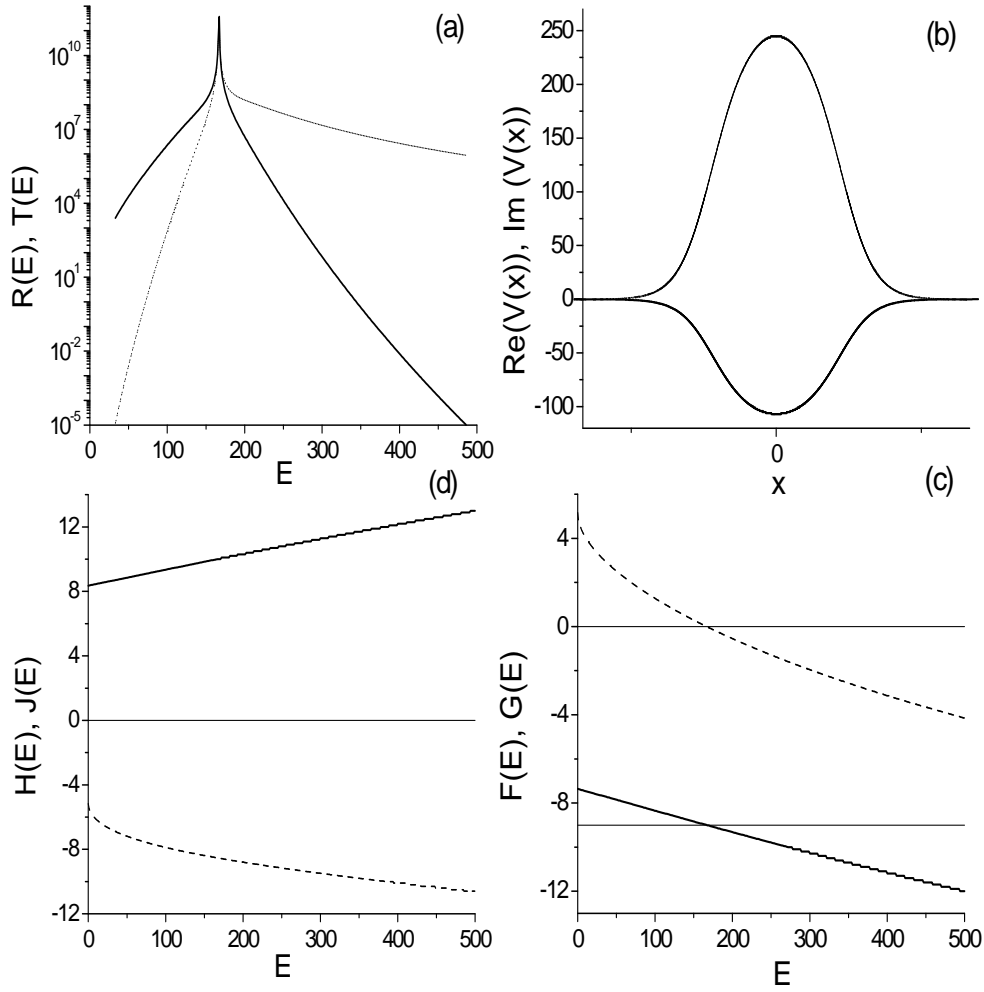 (a)
R(E), T(E)
10^10
10^7
10^4
10^1
10^-2
10^-5
0 100 200 300 400 500
E
(b)
Re(V(x)), Im (V(x))
250
200
150
100
50
0
-50
-100
0
x
(d)
H(E), J(E)
12
8
4
0
-4
-8
-12
0 100 200 300 400 500
E
(c)
F(E), G(E)
4
0
-4
-8
-12
0 100 200 300 400 500
E